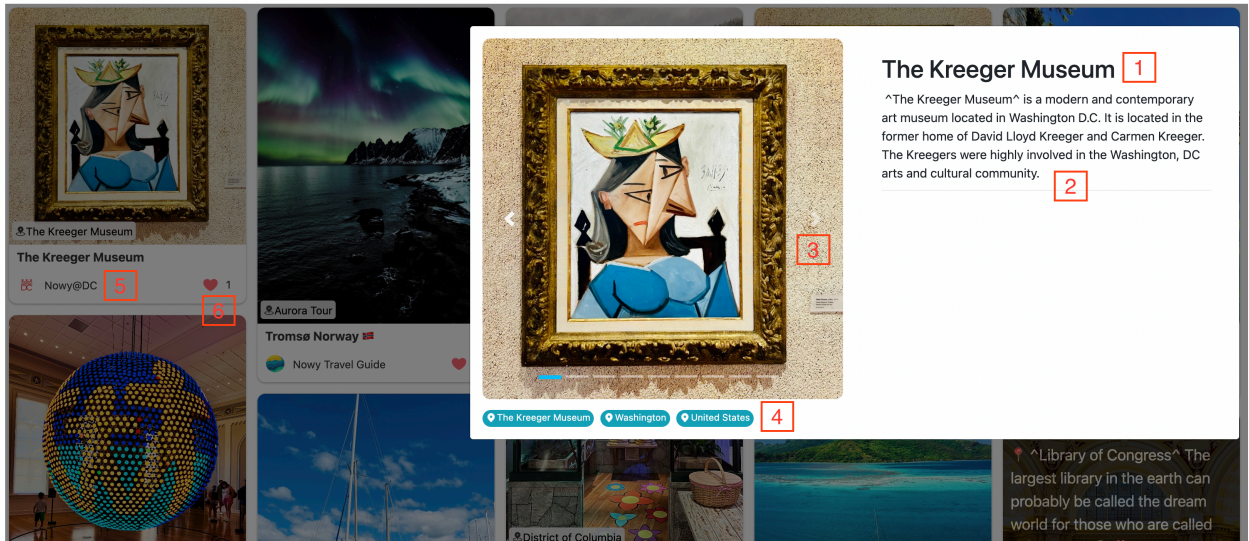 The Kreeger Museum
The Kreeger Museum
5
Nowy@DC
1
6
Aurora Tour
Tromsø Norway 🇳🇴
Nowy Travel Guide
The Kreeger Museum
1
^The Kreeger Museum^ is a modern and contemporary
art museum located in Washington D.C. It is located in the
former home of David Lloyd Kreeger and Carmen Kreeger.
The Kreegers were highly involved in the Washington, DC
arts and cultural community.
2
3
The Kreeger Museum
Washington
United States
4
District of Columbia
📍 ^Library of Congress^ The
largest library in the earth can
probably be called the dream
world for those who are called